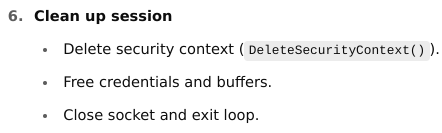 6. Clean up session
• Delete security context (DeleteSecurityContext()).
• Free credentials and buffers.
• Close socket and exit loop.